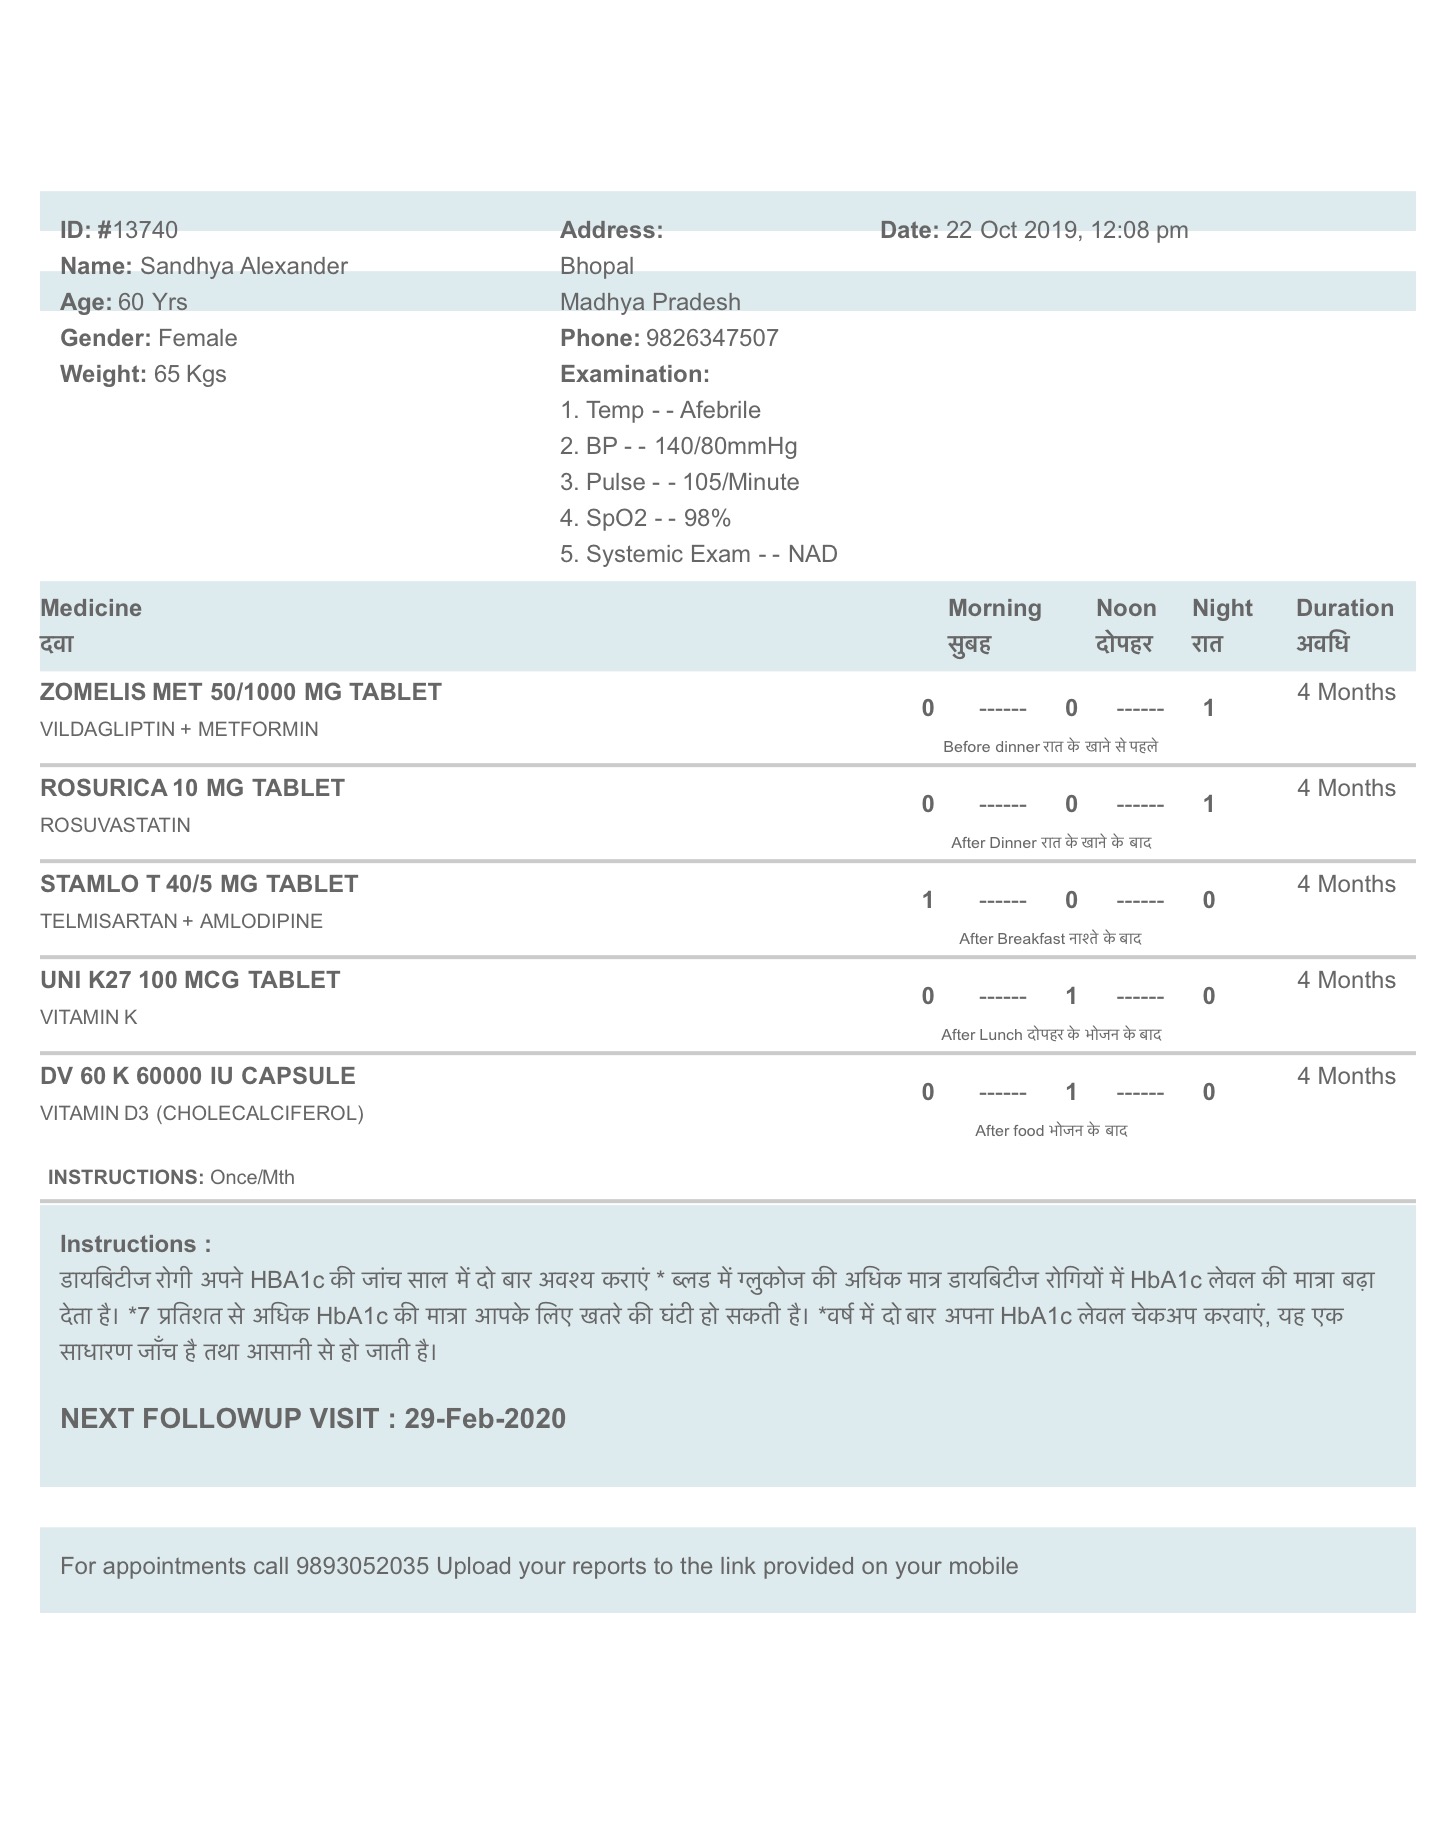 ID: #13740
Name: Sandhya Alexander
Age: 60 Yrs
Gender: Female
Weight: 65 Kgs
Address:
Bhopal
Madhya Pradesh
Phone: 9826347507
Examination:
1. Temp - - Afebrile
2. BP - - 140/80mmHg
3. Pulse - - 105/Minute
4. SpO2 - - 98%
5. Systemic Exam - - NAD
Date: 22 Oct 2019, 12:08 pm
Medicine Morning Noon Night Duration
दवा सुबह दोपहर रात अवधि
ZOMELIS MET 50/1000 MG TABLET 4 Months
0 ------ 0 ------ 1
VILDAGLIPTIN + METFORMIN
Before dinner रात के खाने से पहले
ROSURICA 10 MG TABLET 4 Months
0 ------ 0 ------ 1
ROSUVASTATIN
After Dinner रात के खाने के बाद
STAMLO T 40/5 MG TABLET 4 Months
1 ------ 0 ------ 0
TELMISARTAN + AMLODIPINE
After Breakfast नाश्ते के बाद
UNI K27 100 MCG TABLET 4 Months
0 ------ 1 ------ 0
VITAMIN K
After Lunch दोपहर के भोजन के बाद
DV 60 K 60000 IU CAPSULE 4 Months
0 ------ 1 ------ 0
VITAMIN D3 (CHOLECALCIFEROL)
After food भोजन के बाद
INSTRUCTIONS: Once/Mth
Instructions :
डायबिटीज रोगी अपने HBA1c की जांच साल में दो बार अवश्य कराएं * ब्लड में ग्लुकोज की अधिक मात्र डायबिटीज रोगियों में HbA1c लेवल की मात्रा बढ़ा
देता है। *7 प्रतिशत से अधिक HbA1c की मात्रा आपके लिए खतरे की घंटी हो सकती है। *वर्ष में दो बार अपना HbA1c लेवल चेकअप करवाएं, यह एक
साधारण जाँच है तथा आसानी से हो जाती है।
NEXT FOLLOWUP VISIT : 29-Feb-2020
For appointments call 9893052035 Upload your reports to the link provided on your mobile